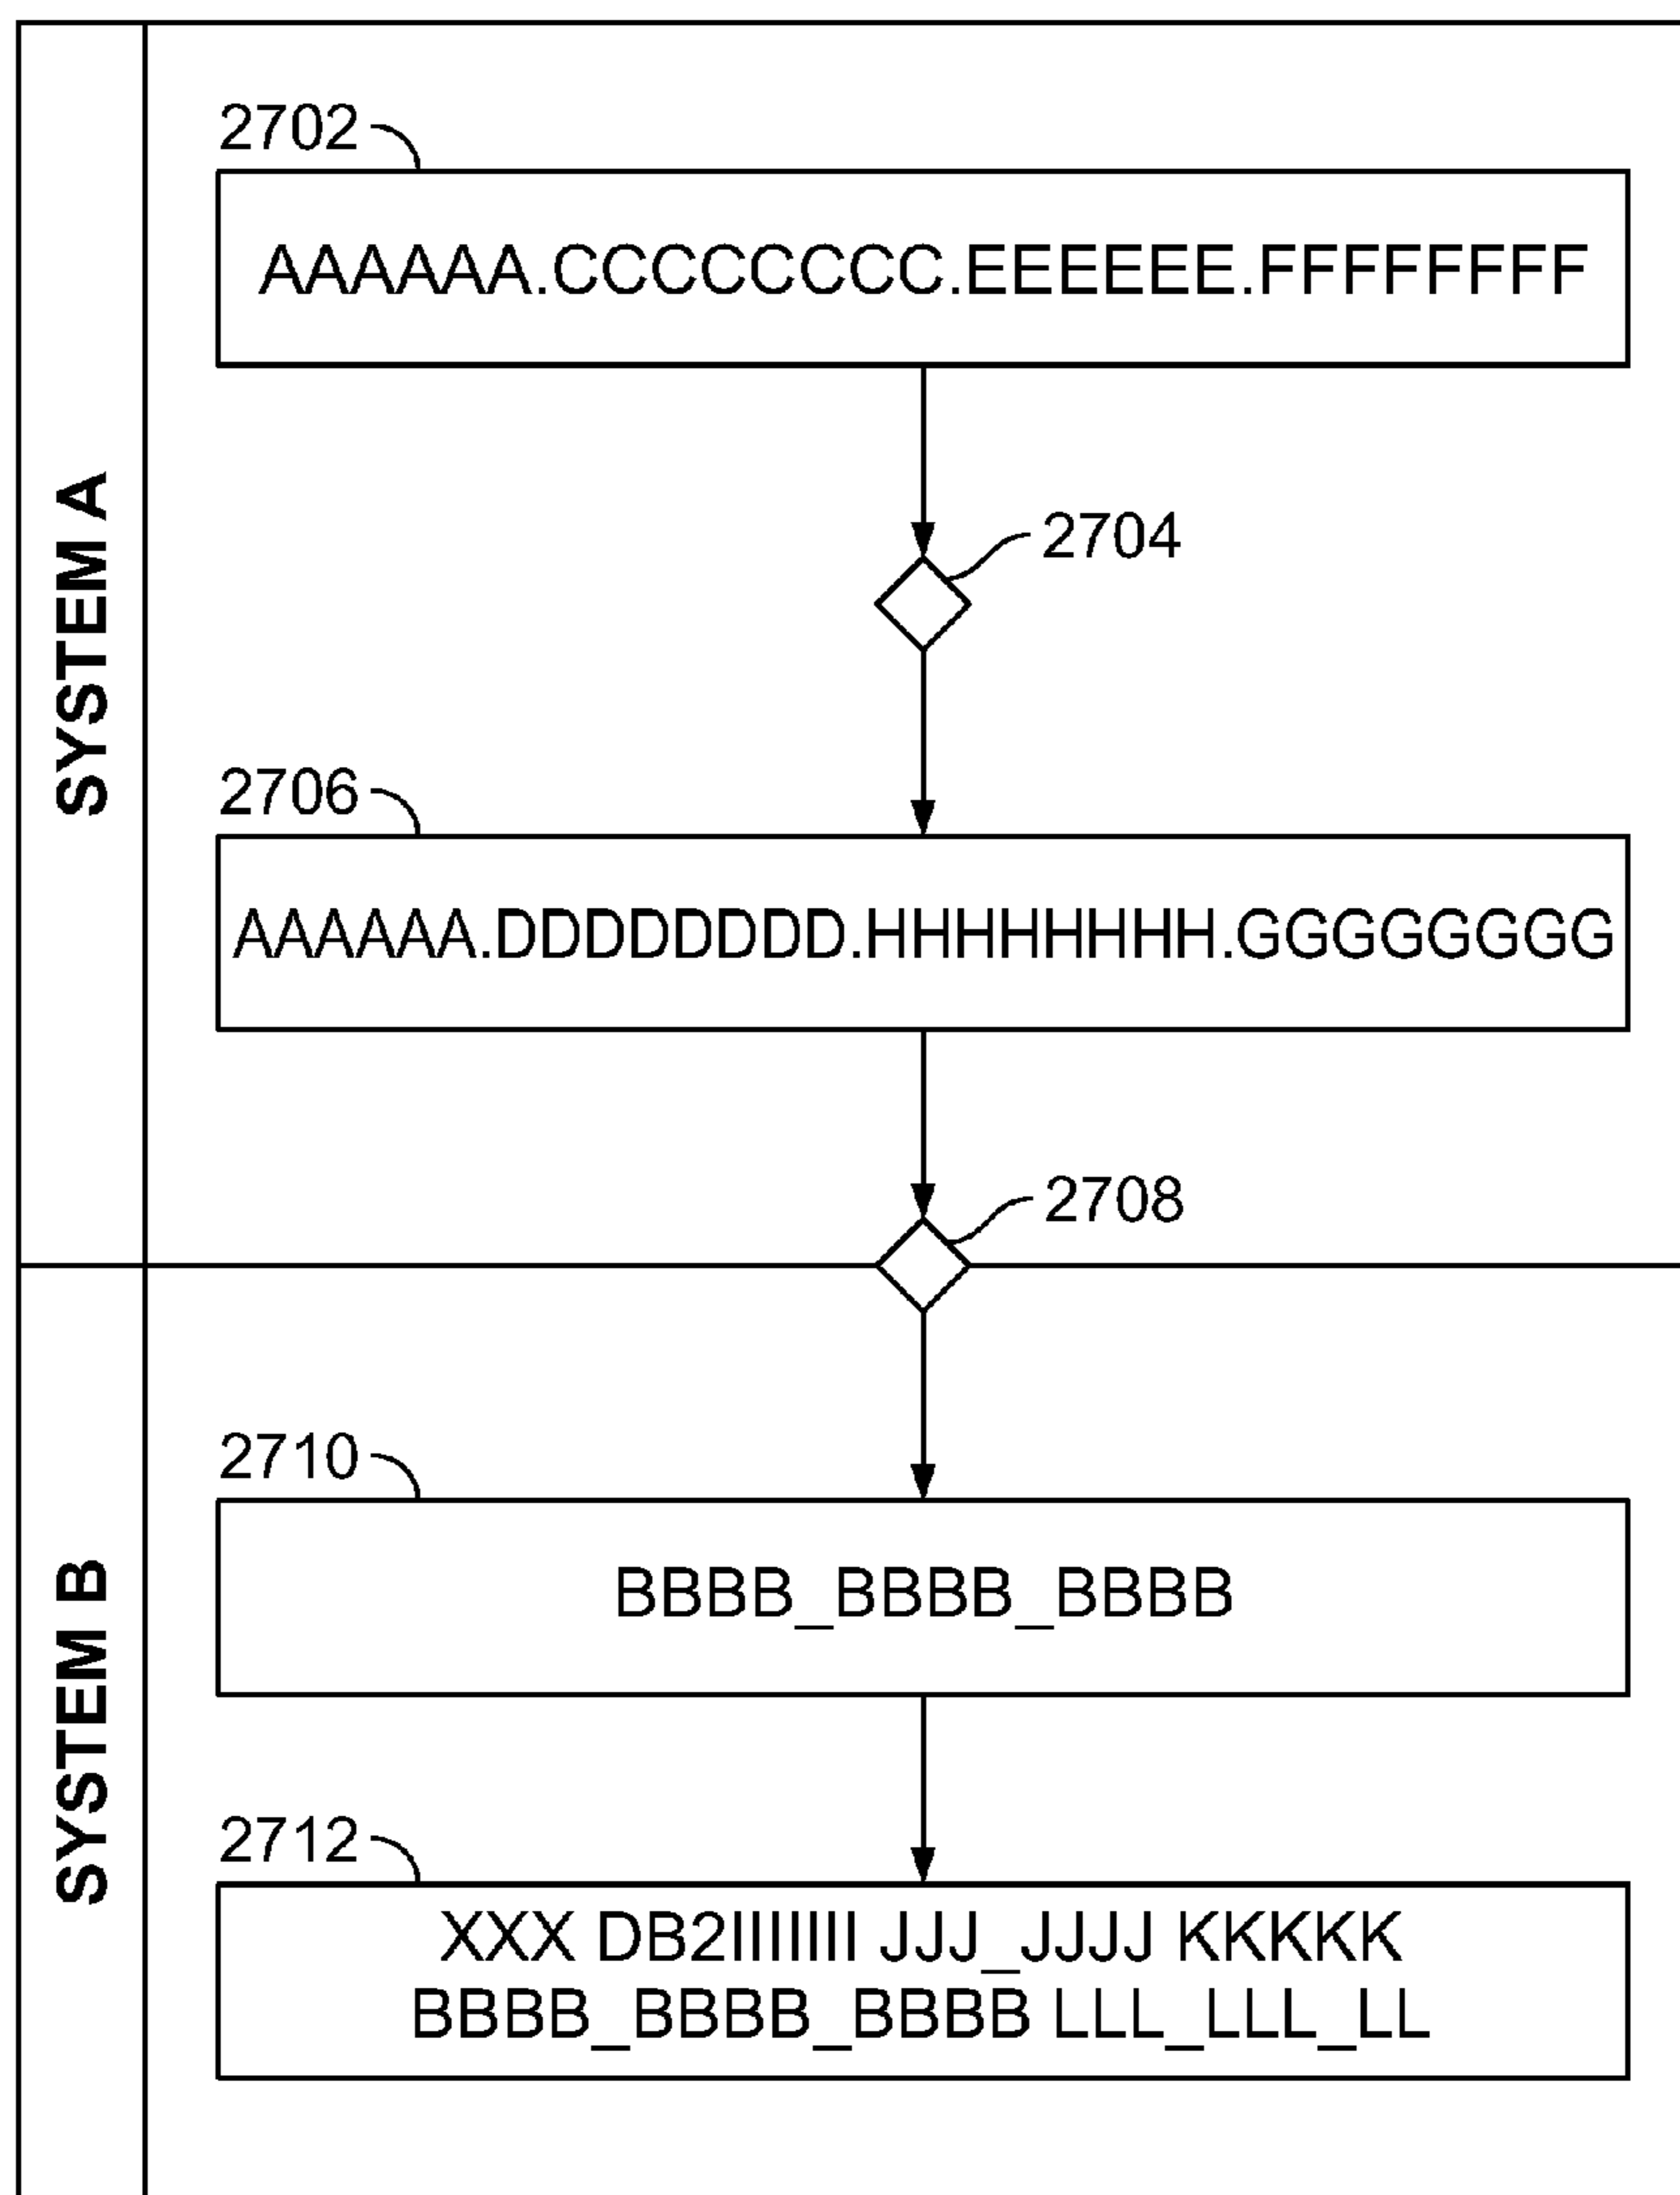 2702
AAAAAA.CCCCCCCC.EEEEEE.FFFFFFFF
2704
SYSTEM A
2706
AAAAAA.DDDDDDDD.HHHHHHHH.GGGGGGGG
2708
2710
BBBB_BBBB_BBBB
SYSTEM B
2712
XXX DB2IIIIIII JJJ_JJJJ KKKKK
BBBB_BBBB_BBBB LLL_LLL_LL